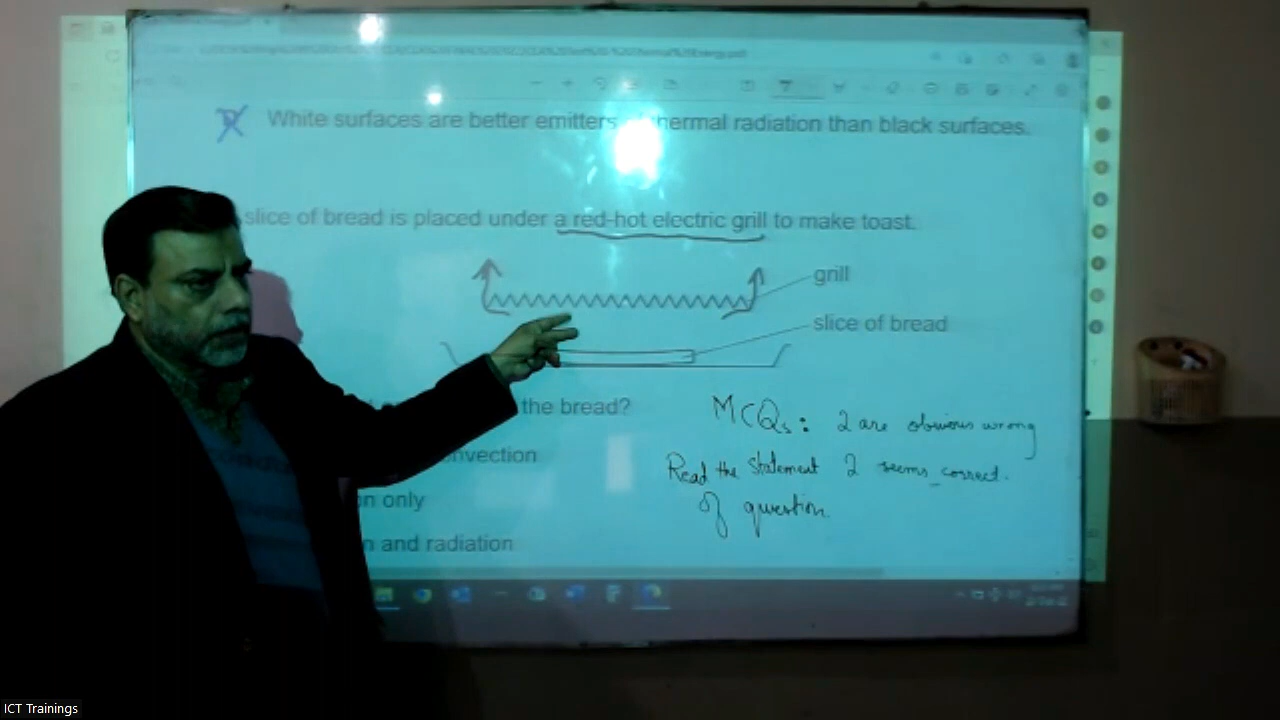 D White surfaces are better emitters thermal radiation than black surfaces.
slice of bread is placed under a red-hot electric grill to make toast.
grill
slice of bread
the bread?
MCQs: 2 are obvious wrong
Read the statement 2 seems correct.
of question
only
and radiation
ICT Trainings